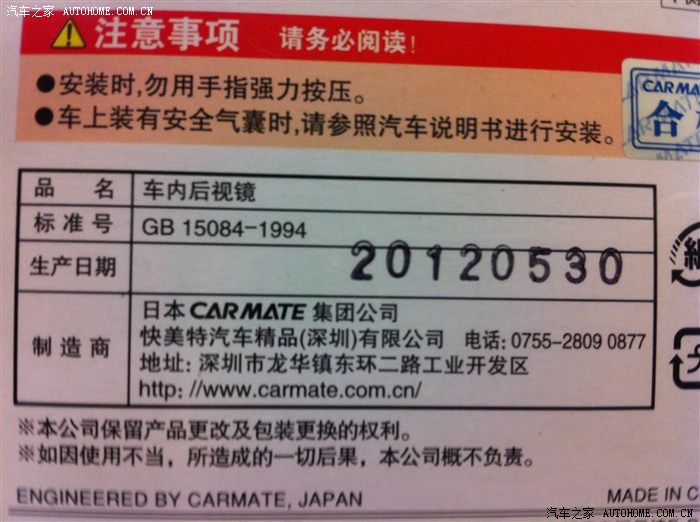 汽车之家 AUTOHOME.COM.CN
注意事项 请务必阅读!
●安装时,勿用手指强力按压。
●车上装有安全气囊时,请参照汽车说明书进行安装。
CARMATE
合
品 名 车内后视镜
标准号 GB 15084-1994
生产日期 20120530
制造商
日本 CARMATE 集团公司
快美特汽车精品(深圳)有限公司 电话: 0755-2809 0877
地址: 深圳市龙华镇东环二路工业开发区
http: //www.carmate.com.cn/
※本公司保留产品更改及包装更换的权利。
※如因使用不当，所造成的一切后果，本公司概不负责。
ENGINEERED BY CARMATE, JAPAN
MADE IN C
汽车之家 AUTOHOME.COM.CN